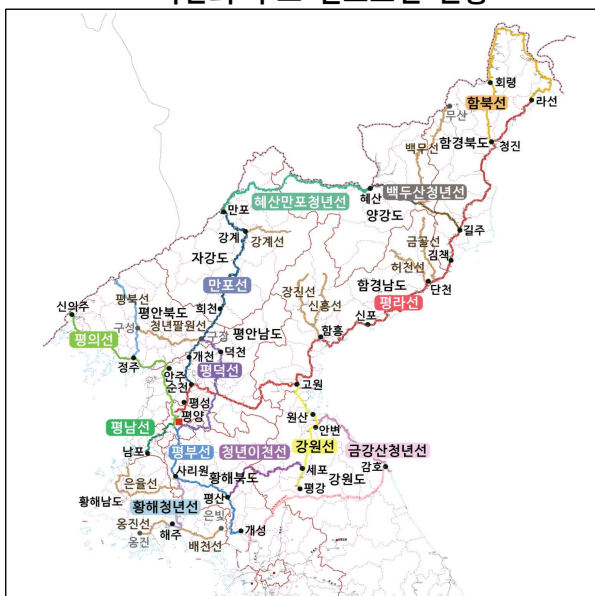 회령
함북선
라선
무산
함경북도
백무선
청진
혜산
백두산청년선
혜산만포청년선
양강도
만포
강계
강계선
길주
금골선
김책
자강도
허천선
함경남도
단천
만포선
장진선
평라선
신흥선
평북선
희천
신의주
평안북도
신포
구성
청년팔원선
평안남도
함흥
평의선
구장
정주
개천
덕천
안주
평덕선
순천
고원
평성
평양
원산
평남선
안변
평부선
청년이천선
강원선
금강산청년선
남포
감호
사리원
세포
황해북도
강원도
은율선
평산
평강
황해남도
황해청년선
은빛
옹진선
해주
개성
옹진
배천선